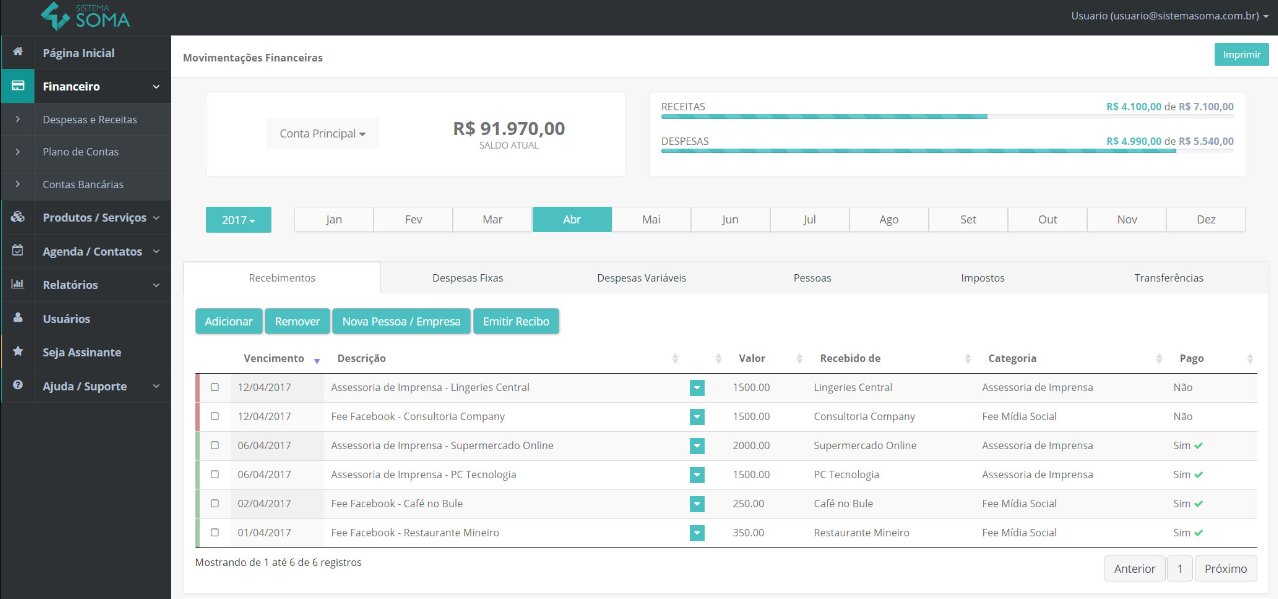 SISTEMA
SOMA
Usuario (usuario@sistemasoma.com.br)
Página Inicial
Financeiro
Despesas e Receitas
Plano de Contas
Contas Bancárias
Produtos / Serviços
Agenda / Contatos
Relatórios
Usuários
Seja Assinante
Ajuda / Suporte
Movimentações Financeiras
Imprimir
Conta Principal
R$ 91.970,00
SALDO ATUAL
RECEITAS R$ 4.100,00 de R$ 7.100,00
DESPESAS R$ 4.990,00 de R$ 5.540,00
2017 Jan Fev Mar Abr Mai Jun Jul Ago Set Out Nov Dez
Recebimentos Despesas Fixas Despesas Variáveis Pessoas Impostos Transferências
Adicionar Remover Nova Pessoa / Empresa Emitir Recibo
Vencimento Descrição Valor Recebido de Categoria Pago
12/04/2017 Assessoria de Imprensa - Lingeries Central 1500.00 Lingeries Central Assessoria de Imprensa Não
12/04/2017 Fee Facebook - Consultoria Company 1500.00 Consultoria Company Fee Mídia Social Não
06/04/2017 Assessoria de Imprensa - Supermercado Online 2000.00 Supermercado Online Assessoria de Imprensa Sim
06/04/2017 Assessoria de Imprensa - PC Tecnologia 1500.00 PC Tecnologia Assessoria de Imprensa Sim
02/04/2017 Fee Facebook - Café no Bule 250.00 Café no Bule Fee Mídia Social Sim
01/04/2017 Fee Facebook - Restaurante Mineiro 350.00 Restaurante Mineiro Fee Mídia Social Sim
Mostrando de 1 até 6 de 6 registros
Anterior 1 Próximo